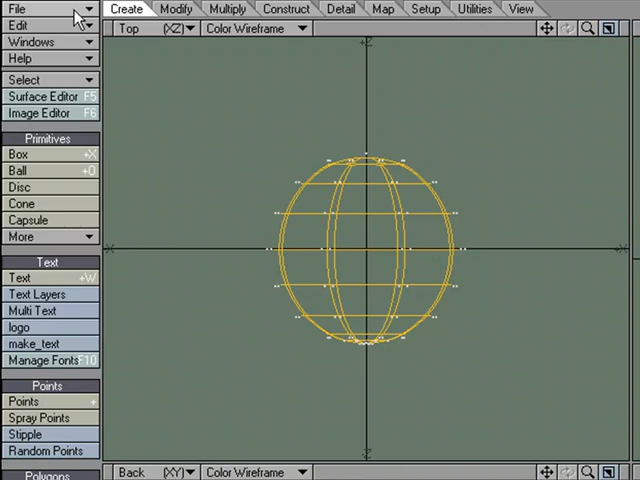 File
Edit
Windows
Help
Select
Surface Editor F5
Image Editor F6
Primitives
Box +X
Ball +O
Disc
Cone
Capsule
More
Text
Text +W
Text Layers
Multi Text
logo
make_text
Manage Fonts F10
Points
Points +
Spray Points
Stipple
Random Points
Polygons
Create Modify Multiply Construct Detail Map Setup Utilities View
Top (XZ) Color Wireframe
+Z
-X +X
-Z
Back (XY) Color Wireframe